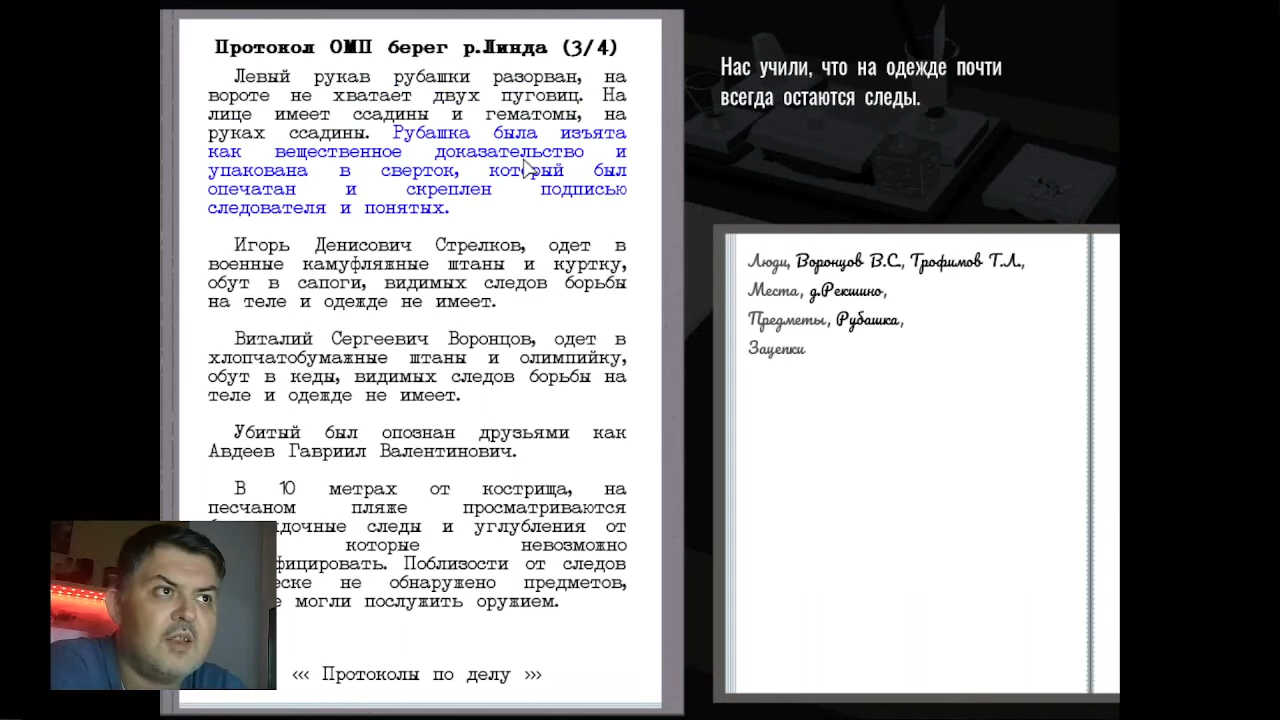 Протокол ОМП берег р.Линда (3/4)
Левый рукав рубашки разорван, на
вороте не хватает двух пуговиц. На
лице имеет ссадины и гематомы, на
руках ссадины. Рубашка была изъята
как вещественное доказательство и
упакована в сверток, который был
опечатан и скреплен подписью
следователя и понятых.
Игорь Денисович Стрелков, одет в
военные камуфляжные штаны и куртку,
обут в сапоги, видимых следов борьбы
на теле и одежде не имеет.
Виталий Сергеевич Воронцов, одет в
хлопчатобумажные штаны и олимпийку,
обут в кеды, видимых следов борьбы на
теле и одежде не имеет.
Убитый был опознан друзьями как
Авдеев Гавриил Валентинович.
В 10 метрах от кострища, на
песчаном пляже просматриваются
следы и углубления от
которые невозможно
Поблизости от следов
не обнаружено предметов,
могли послужить оружием.
‹‹‹ Протоколы по делу ›››
Нас учили, что на одежде почти
всегда остаются следы.
Люди, Воронцов В.С., Трофимов Т.Л.,
Места, д.Рекшино,
Предметы, Рубашка,
Зацепки